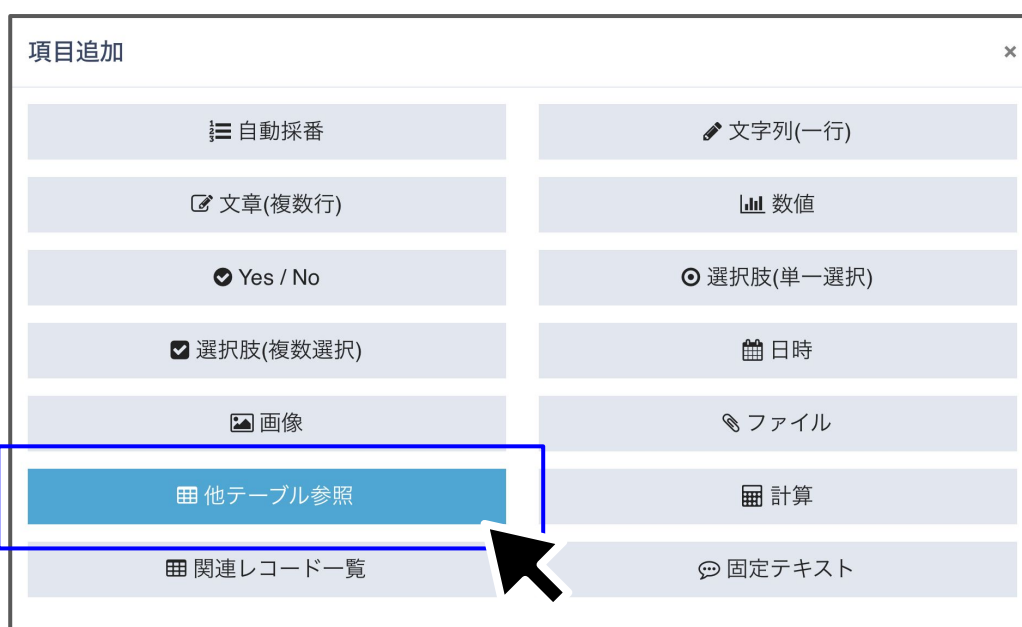 項目追加
×
自動採番
文字列(一行)
文章(複数行)
数値
Yes / No
選択肢(単一選択)
選択肢(複数選択)
日時
画像
ファイル
他テーブル参照
計算
関連レコード一覧
固定テキスト